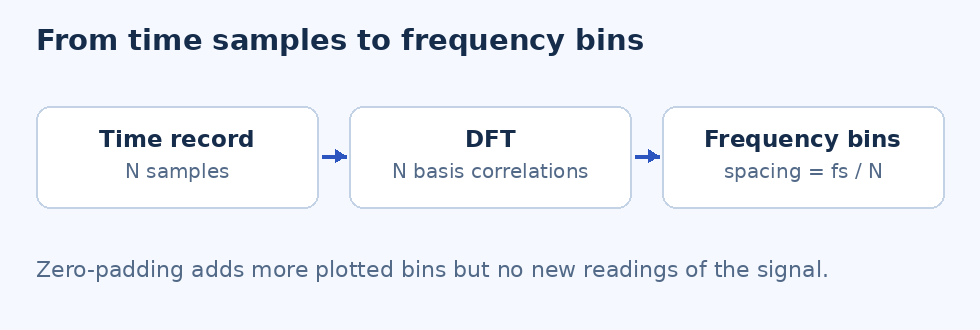 From time samples to frequency bins
Time record
N samples
DFT
N basis correlations
Frequency bins
spacing = fs / N
Zero-padding adds more plotted bins but no new readings of the signal.